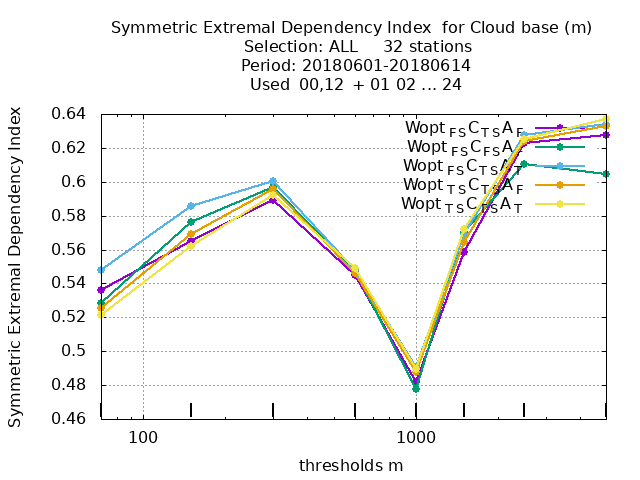 Symmetric Extremal Dependency Index  for Cloud base (m)
Selection: ALL     32 stations
Period: 20180601-20180614
Used  00,12  + 01 02 ... 24
Symmetric Extremal Dependency Index
0.64
0.62
0.6
0.58
0.56
0.54
0.52
0.5
0.48
0.46
Wopt FS C TS A F
Wopt FS C FS A F
Wopt FS C TS A T
Wopt TS C TS A F
Wopt TS C FS A T
100
1000
thresholds m